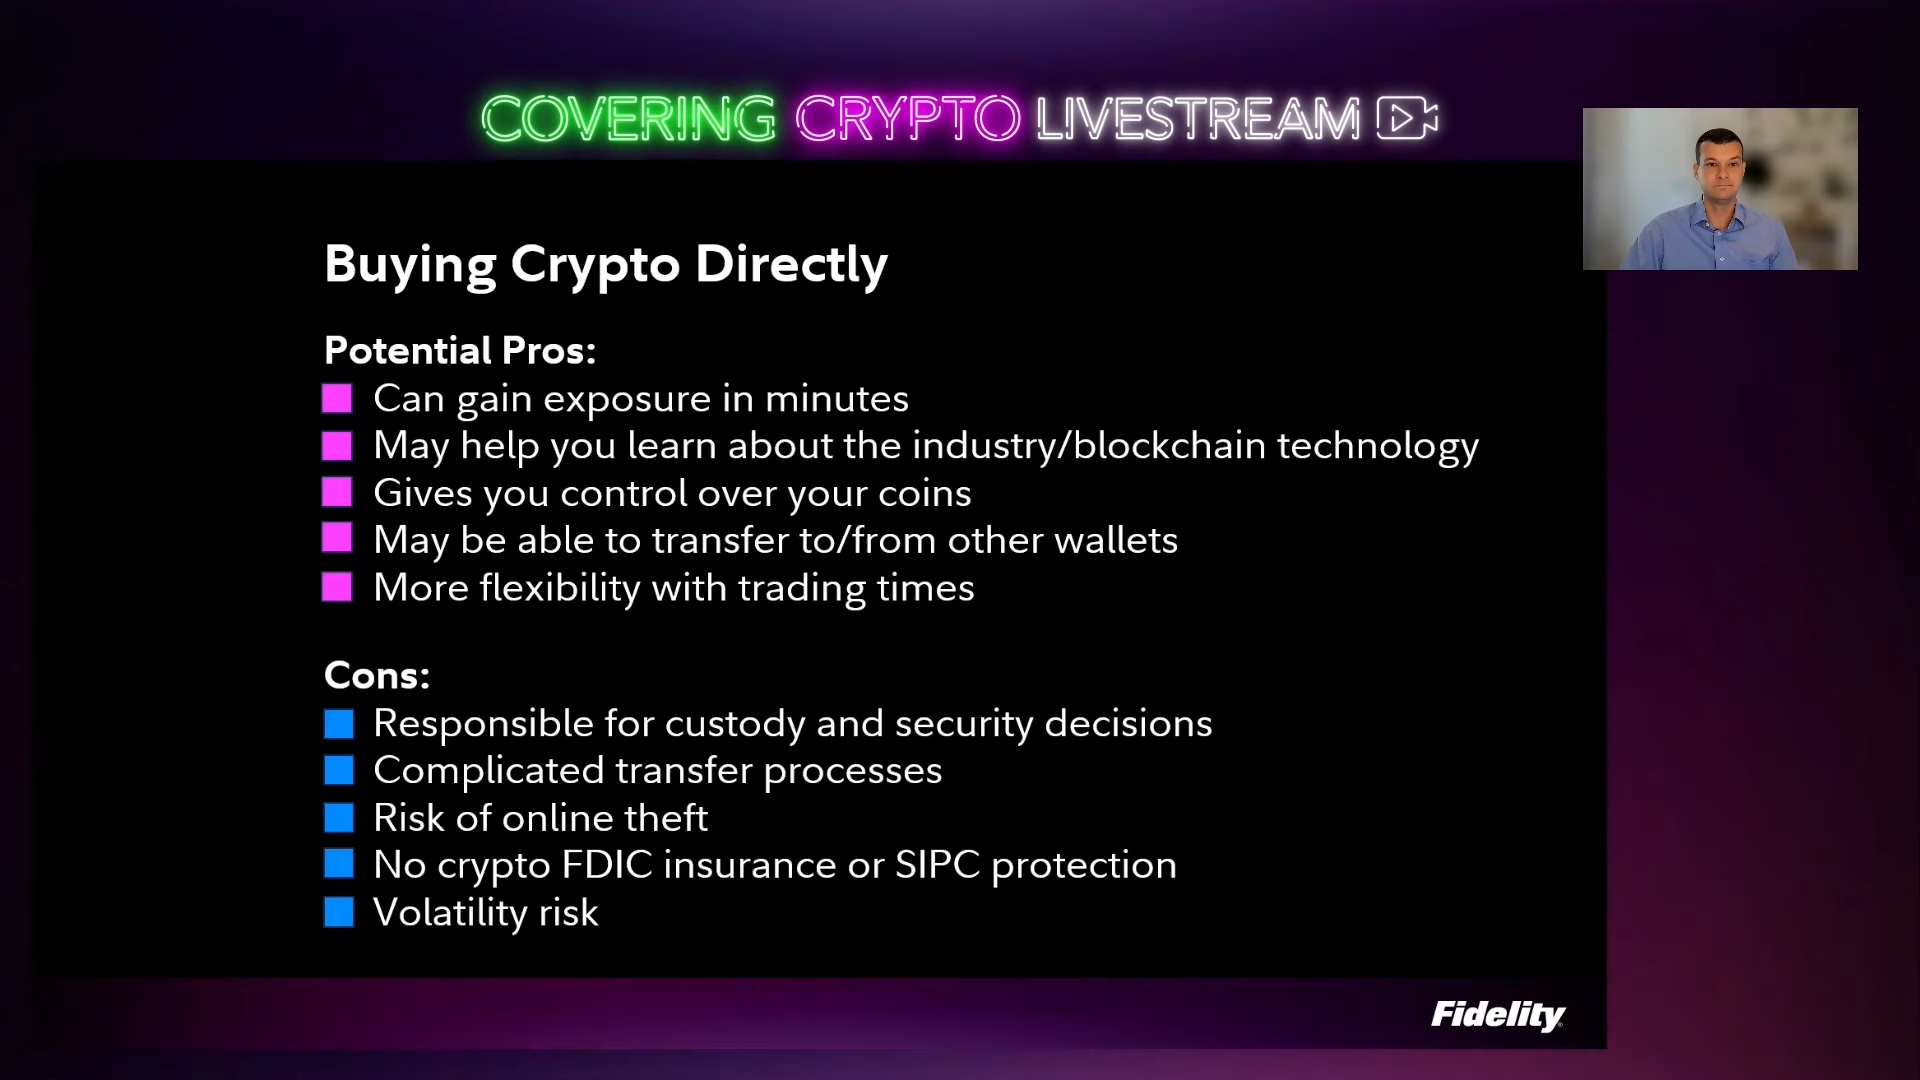 COVERING CRYPTO LIVESTREAM
Buying Crypto Directly
Potential Pros:
Can gain exposure in minutes
May help you learn about the industry/blockchain technology
Gives you control over your coins
May be able to transfer to/from other wallets
More flexibility with trading times
Cons:
Responsible for custody and security decisions
Complicated transfer processes
Risk of online theft
No crypto FDIC insurance or SIPC protection
Volatility risk
Fidelity